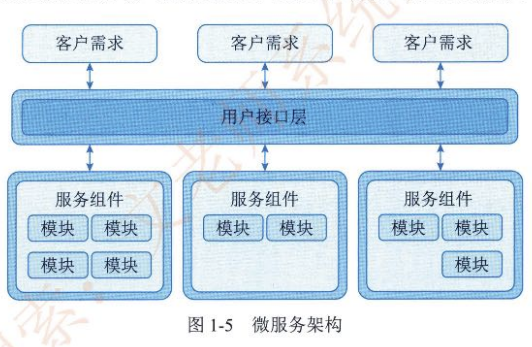 客户需求 客户需求 客户需求
用户接口层
服务组件 服务组件 服务组件
模块 模块 模块 模块 模块 模块
模块 模块 模块
图 1-5 微服务架构